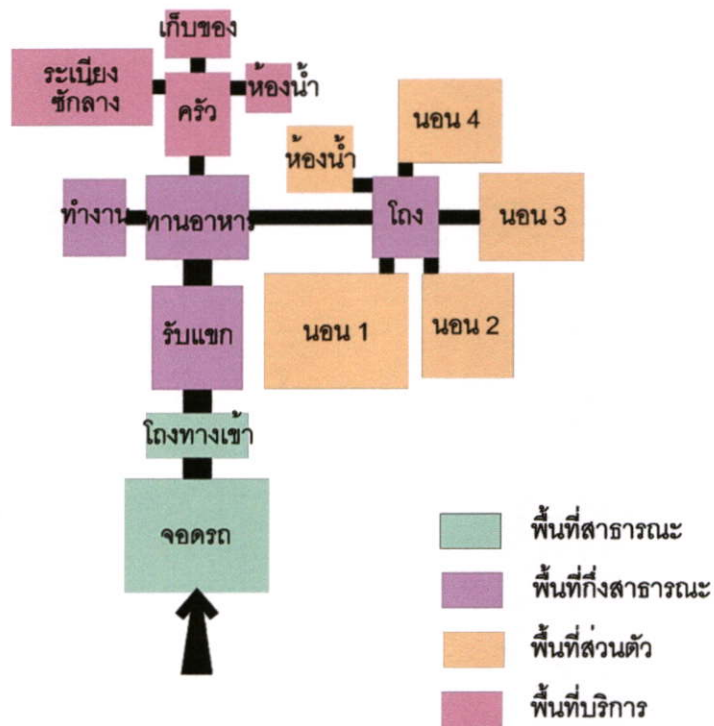 เก็บของ
ระเบียง
ซักล้าง
ครัว
ห้องน้ำ
นอน 4
ห้องน้ำ
ทำงาน
ทานอาหาร
โถง
นอน 3
รับแขก
นอน 1
นอน 2
โถงทางเข้า
จอดรถ
พื้นที่สาธารณะ
พื้นที่กึ่งสาธารณะ
พื้นที่ส่วนตัว
พื้นที่บริการ